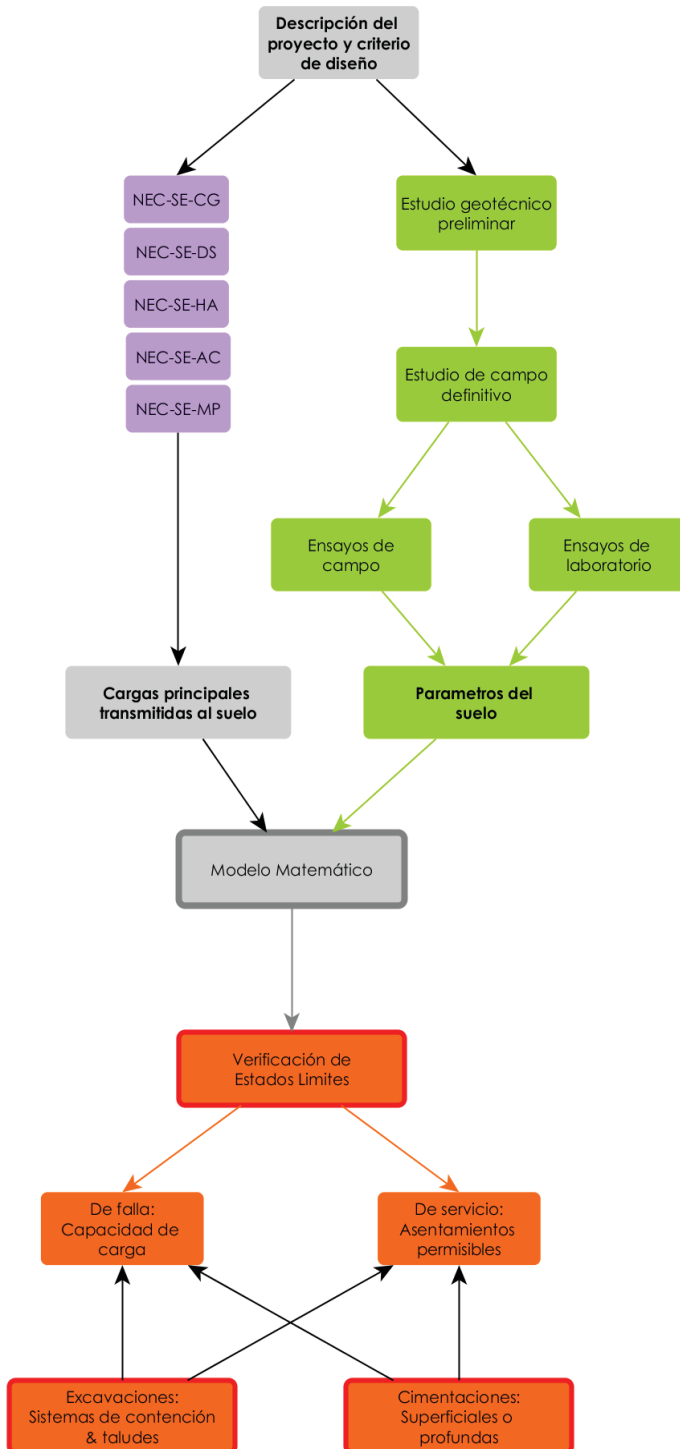 Descripción del
proyecto y criterio
de diseño
NEC-SE-CG
NEC-SE-DS
NEC-SE-HA
NEC-SE-AC
NEC-SE-MP
Estudio geotécnico
preliminar
Estudio de campo
definitivo
Ensayos de
campo
Ensayos de
laboratorio
Cargas principales
transmitidas al suelo
Parametros del
suelo
Modelo Matemático
Verificación de
Estados Limites
De falla:
Capacidad de
carga
De servicio:
Asentamientos
permisibles
Excavaciones:
Sistemas de contención
& taludes
Cimentaciones:
Superficiales o
profundas